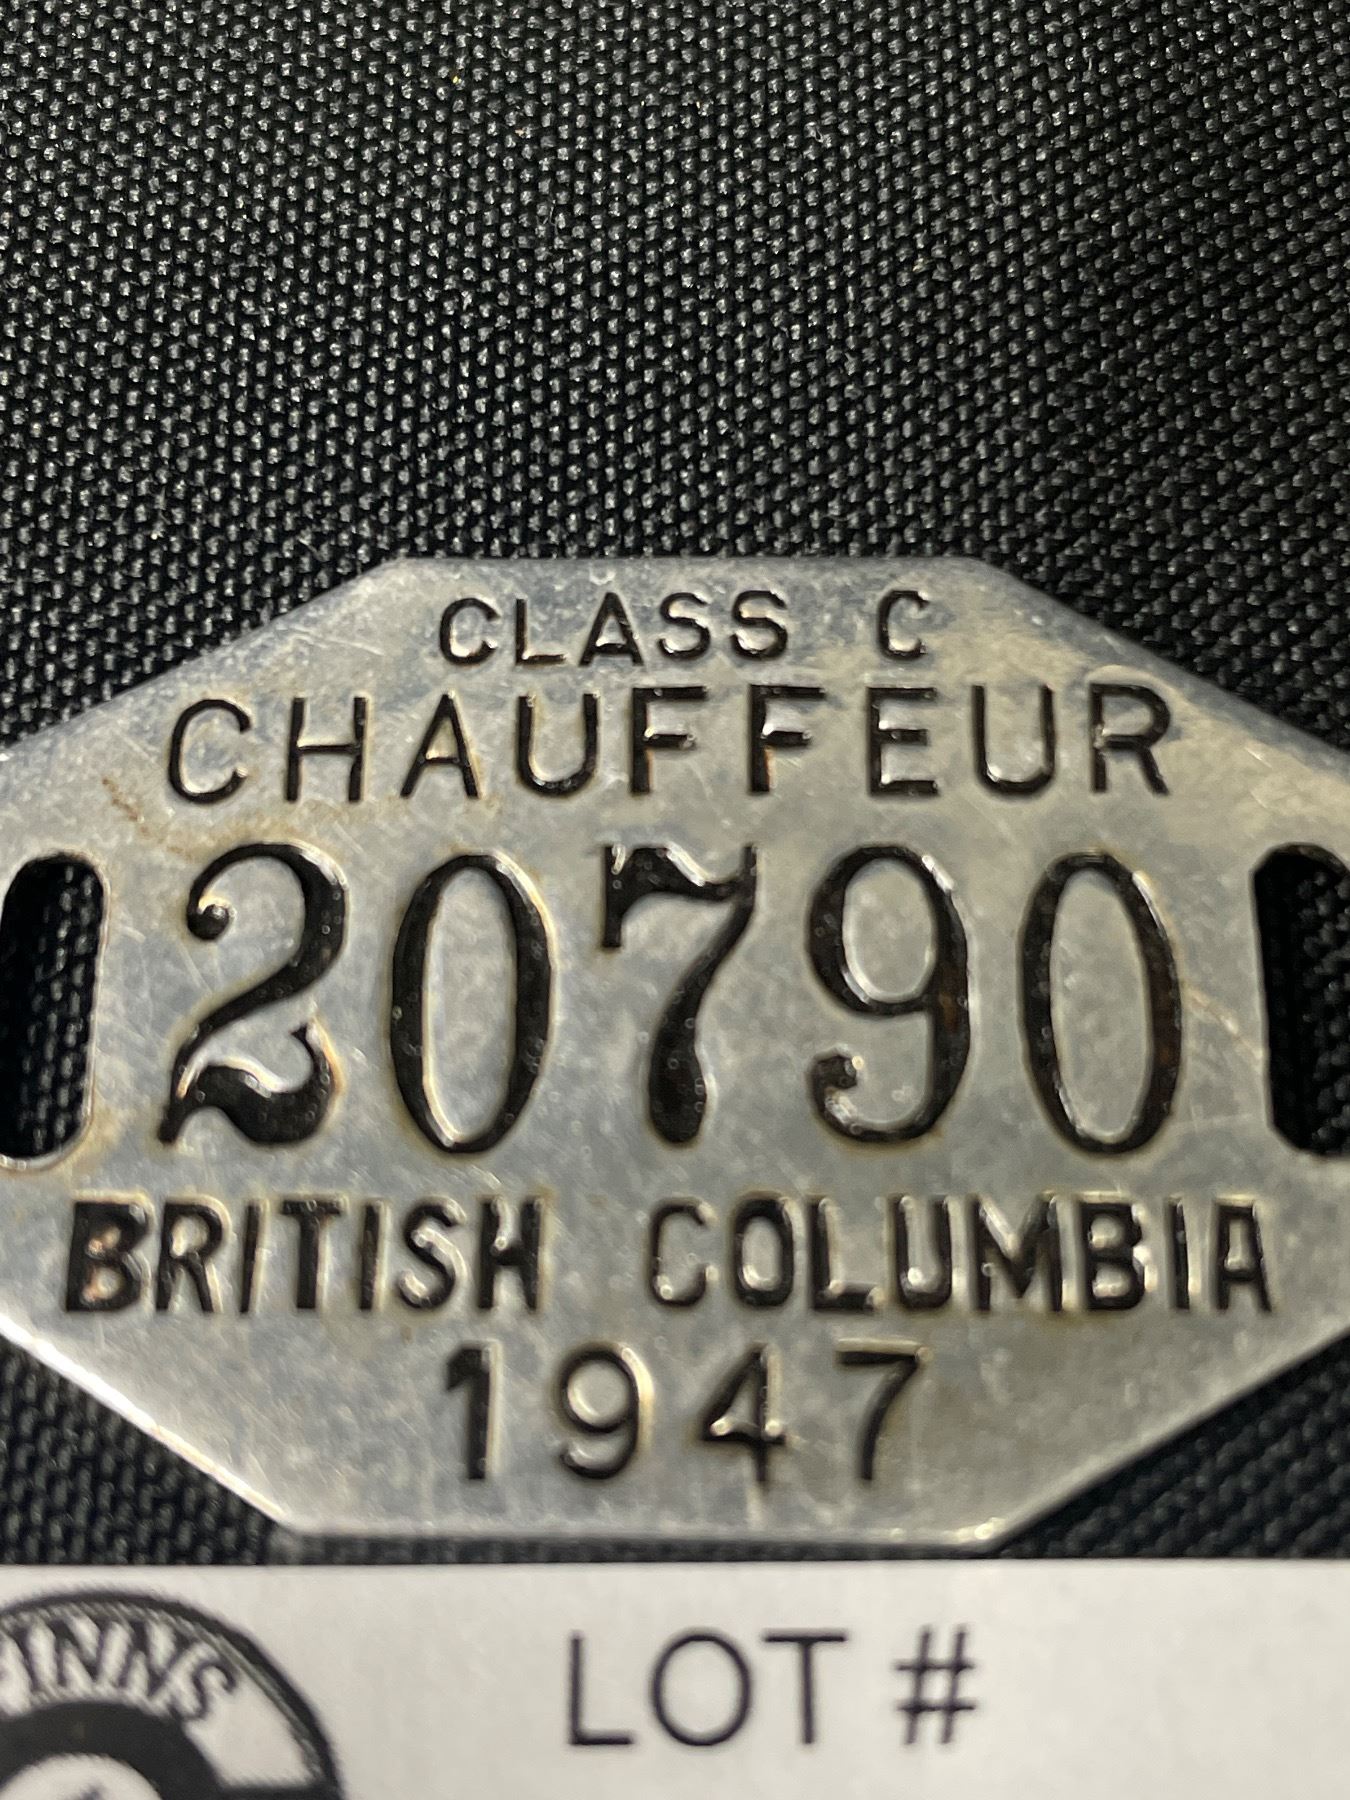 CLASS C
CHAUFFEUR
20790
BRITISH COLUMBIA
1947
LOT #